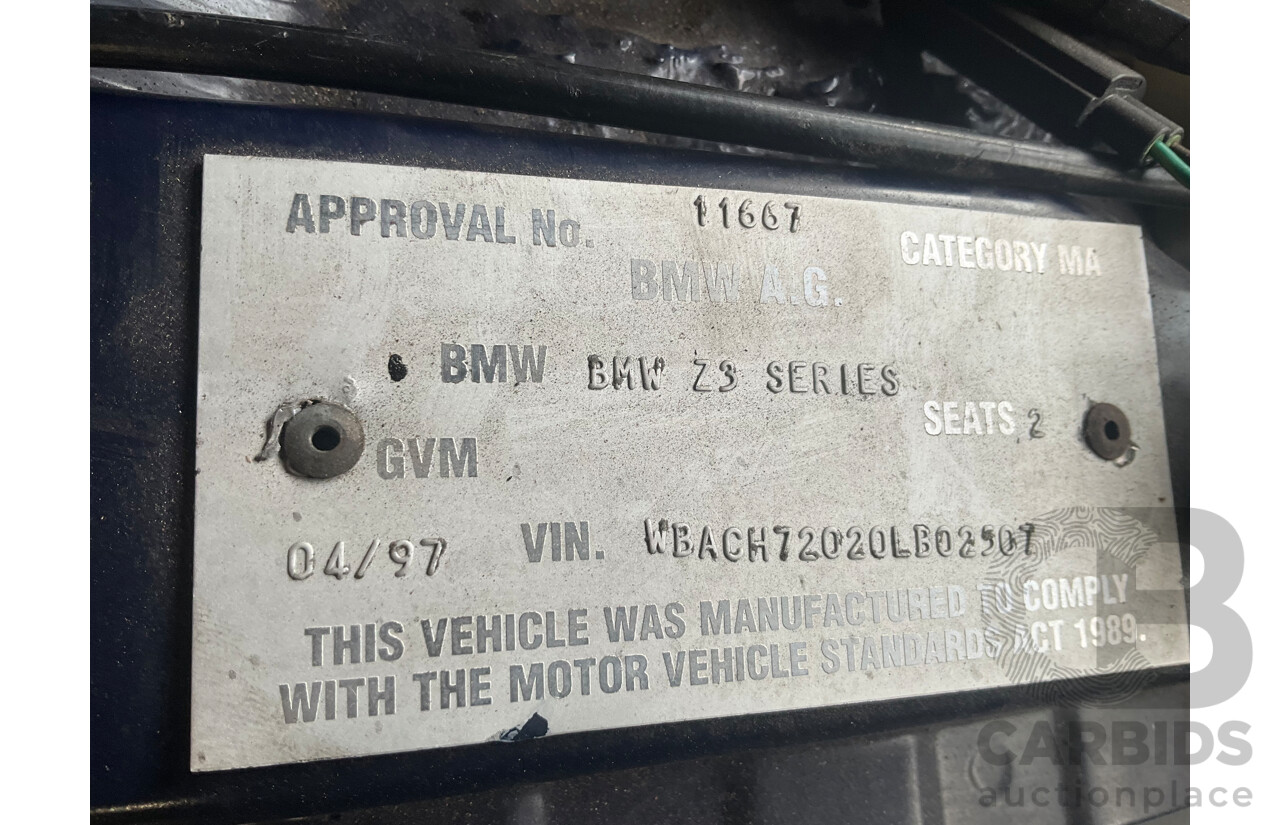 APPROVAL No. 11667
CATEGORY MA
BMW A.G.
BMW BMW Z3 SERIES
SEATS 2
GVM
04/97 VIN. WBACH72020LB02507
THIS VEHICLE WAS MANUFACTURED TO COMPLY
WITH THE MOTOR VEHICLE STANDARDS ACT 1989.
CB
CARBIDS
auctionplace